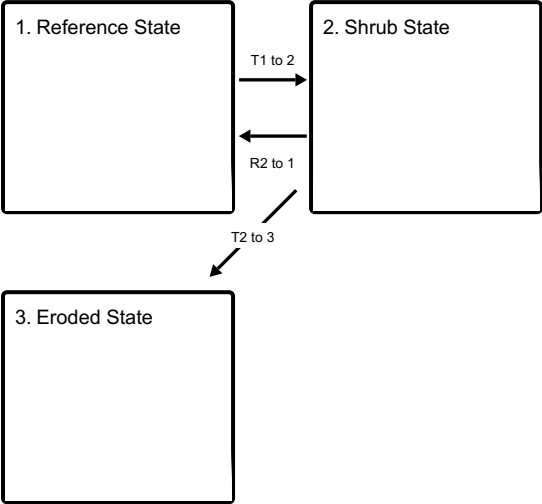 1. Reference State
2. Shrub State
T1 to 2
R2 to 1
T2 to 3
3. Eroded State